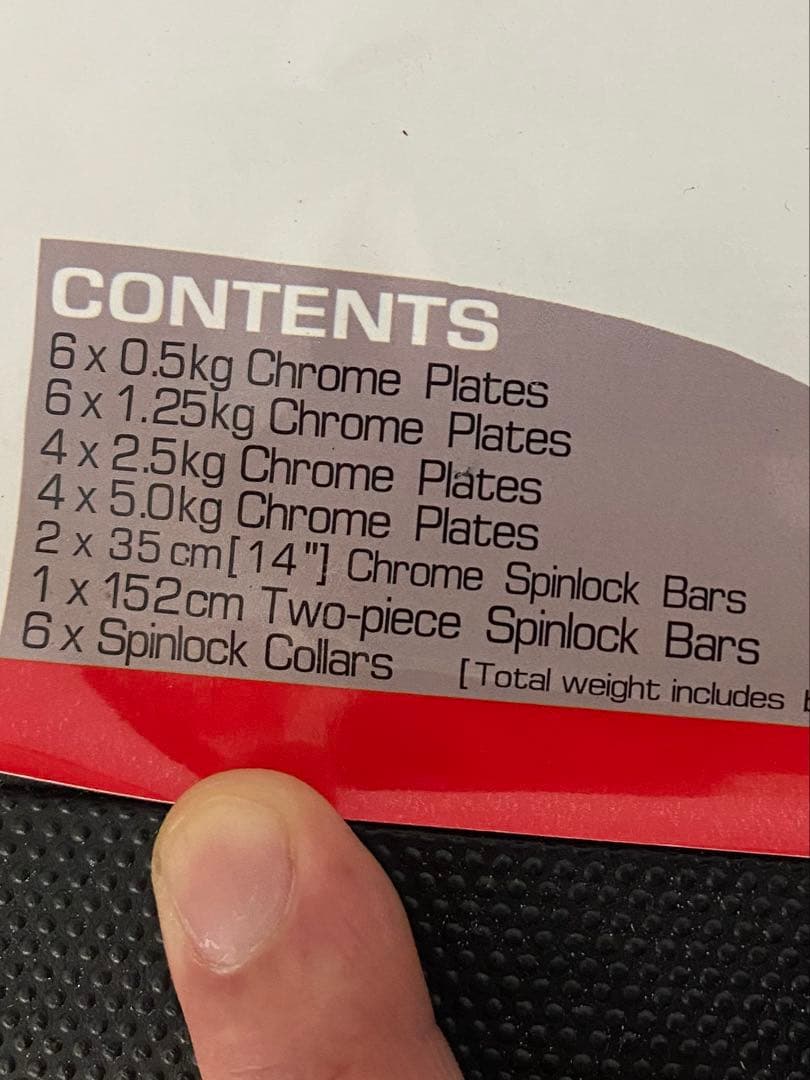 CONTENTS
6 x 0.5kg Chrome Plates
6 x 1.25kg Chrome Plates
4 x 2.5kg Chrome Plates
4 x 5.0kg Chrome Plates
2 x 35cm[14"] Chrome Spinlock Bars
1 x 152cm Two-piece Spinlock Bars
6 x Spinlock Collars [Total weight includes